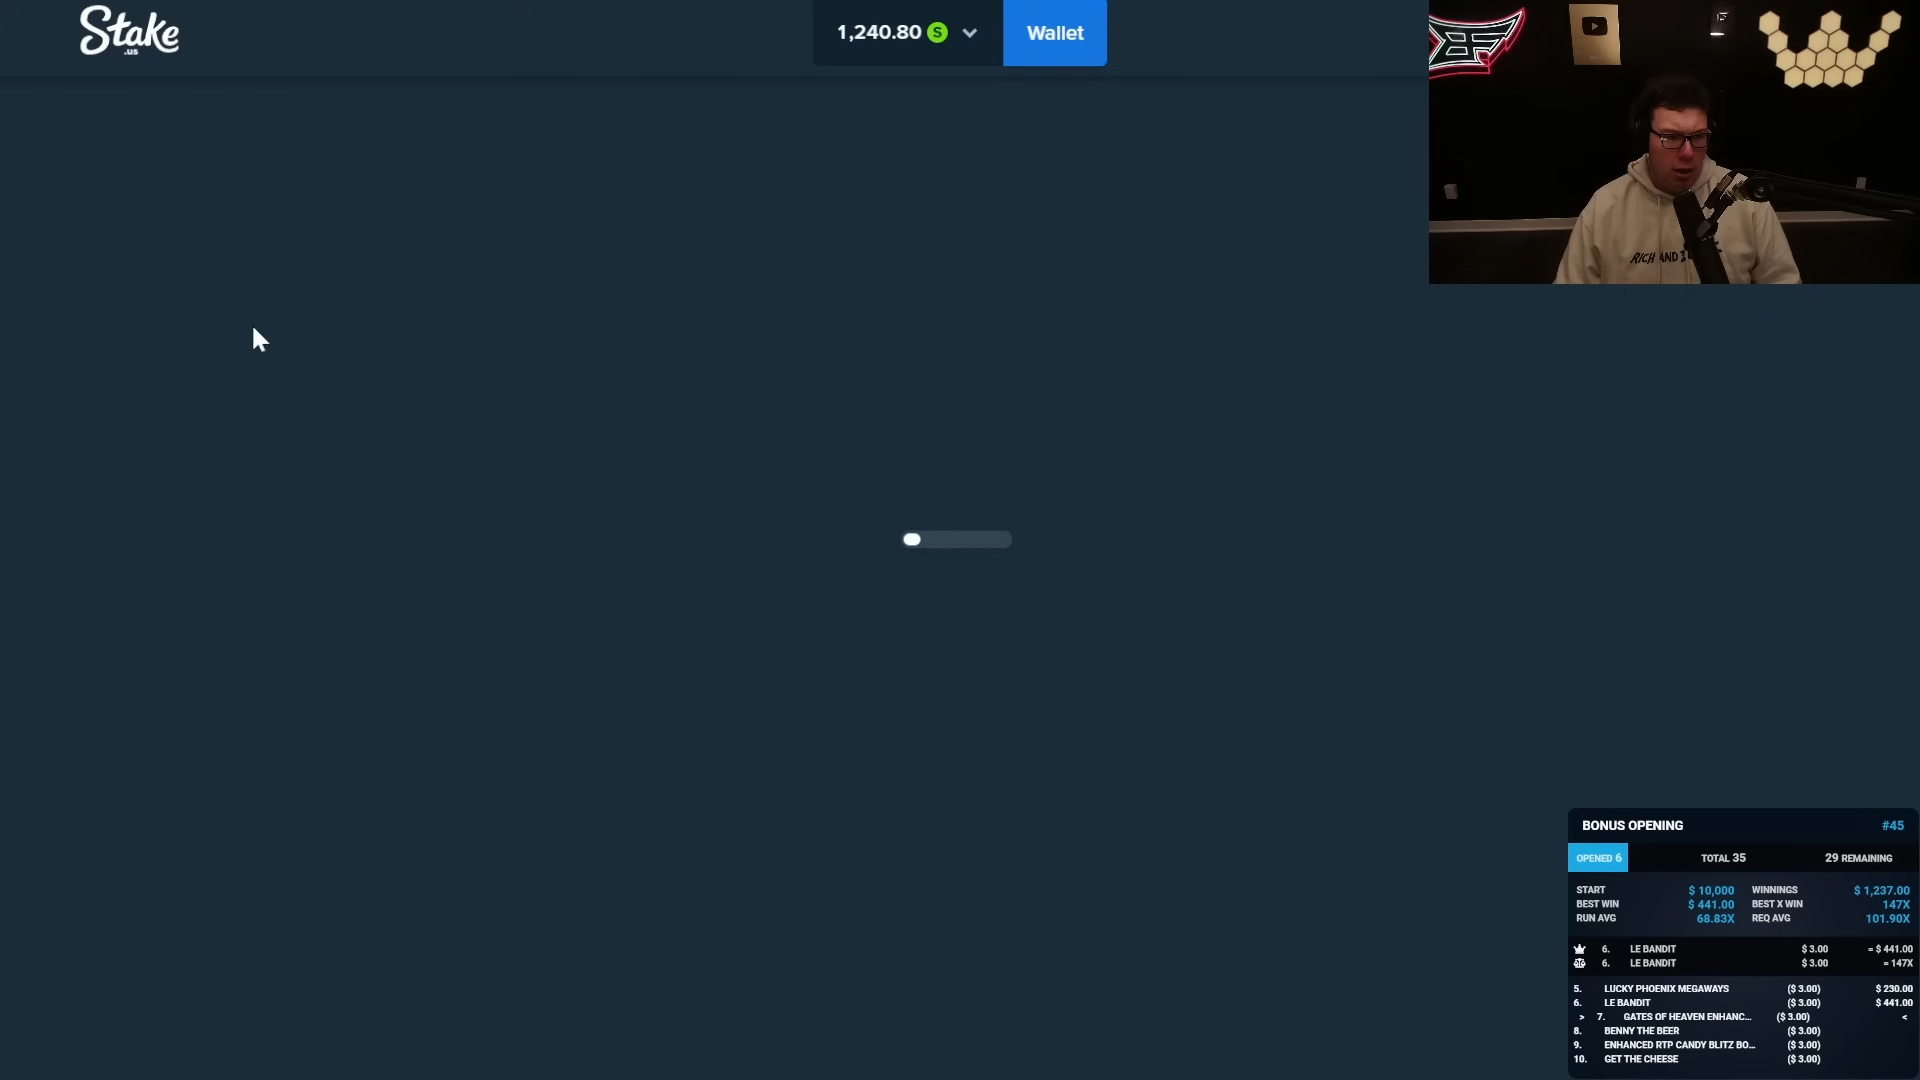 Stake
.us
1,240.80 S
Wallet
RICH AND
BONUS OPENING #45
OPENED 6 TOTAL 35 29 REMAINING
START $ 10,000 WINNINGS $ 1,237.00
BEST WIN $ 441.00 BEST X WIN 147X
RUN AVG 68.83X REQ AVG 101.90X
6. LE BANDIT $ 3.00 = $ 441.00
6. LE BANDIT $ 3.00 = 147X
5. LUCKY PHOENIX MEGAWAYS ($ 3.00) $ 230.00
6. LE BANDIT ($ 3.00) $ 441.00
> 7. GATES OF HEAVEN ENHANC... ($ 3.00) <
8. BENNY THE BEER ($ 3.00)
9. ENHANCED RTP CANDY BLITZ BO... ($ 3.00)
10. GET THE CHEESE ($ 3.00)